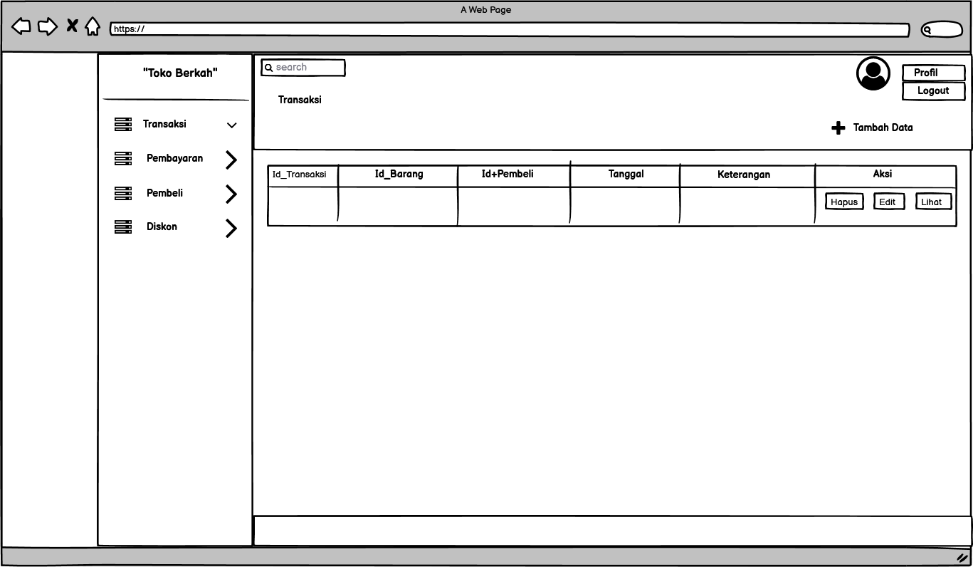 A Web Page
https://
"Toko Berkah"
Transaksi
Pembayaran
Pembeli
Diskon
search
Profil
Logout
Transaksi
Tambah Data
Id_Transaksi Id_Barang Id+Pembeli Tanggal Keterangan Aksi
Hapus Edit Lihat